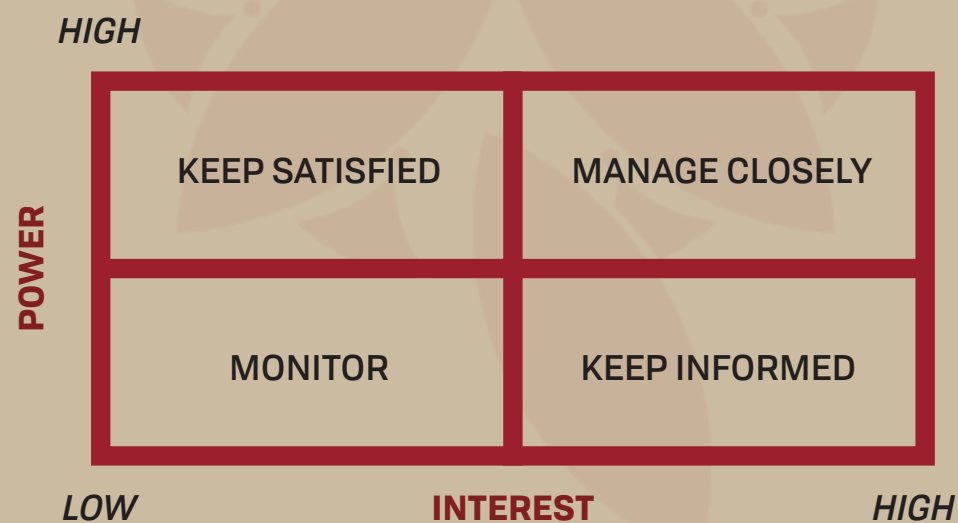 HIGH
KEEP SATISFIED
MANAGE CLOSELY
POWER
MONITOR
KEEP INFORMED
LOW
INTEREST
HIGH